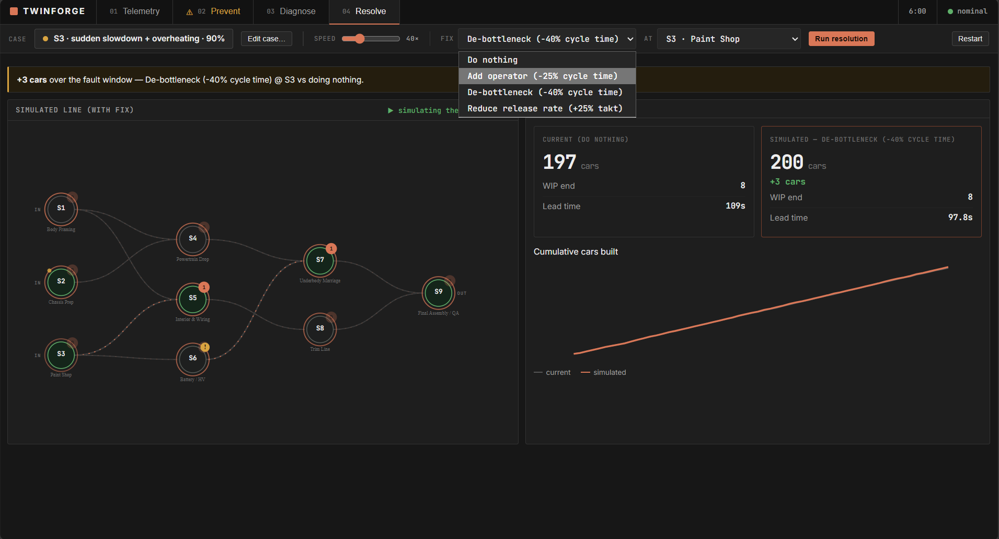 TWINFORGE
01 Telemetry
02 Prevent
03 Diagnose
04 Resolve
6:00
nominal
CASE
S3 · sudden slowdown + overheating · 90%
Edit case...
SPEED
40×
FIX
De-bottleneck (-40% cycle time)
AT
S3 · Paint Shop
Run resolution
Restart
Do nothing
Add operator (-25% cycle time)
De-bottleneck (-40% cycle time)
Reduce release rate (+25% takt)
+3 cars over the fault window — De-bottleneck (-40% cycle time) @ S3 vs doing nothing.
SIMULATED LINE (WITH FIX)
▶ simulating the
IN
S1
Body Framing
IN
S2
Chassis Prep
IN
S3
Paint Shop
S4
Powertrain Drop
1
S5
Interior & Wiring
!
S6
Battery / HV
1
S7
Underbody Marriage
S8
Trim Line
S9
OUT
Final Assembly / QA
CURRENT (DO NOTHING)
197 cars
WIP end 8
Lead time 109s
SIMULATED — DE-BOTTLENECK (-40% CYCLE TIME)
200 cars
+3 cars
WIP end 8
Lead time 97.8s
Cumulative cars built
current
simulated